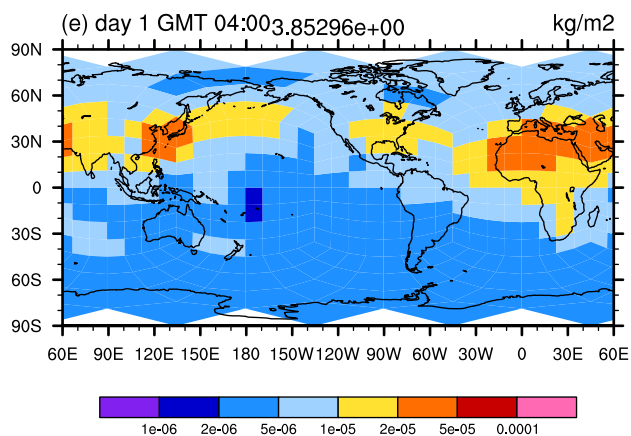 (e) day 1 GMT 04:00 3.85296e+00 kg/m2
90N
60N
30N
0
30S
60S
90S
60E 90E 120E 150E 180 150W 120W 90W 60W 30W 0 30E 60E
1e-06 2e-06 5e-06 1e-05 2e-05 5e-05 0.0001